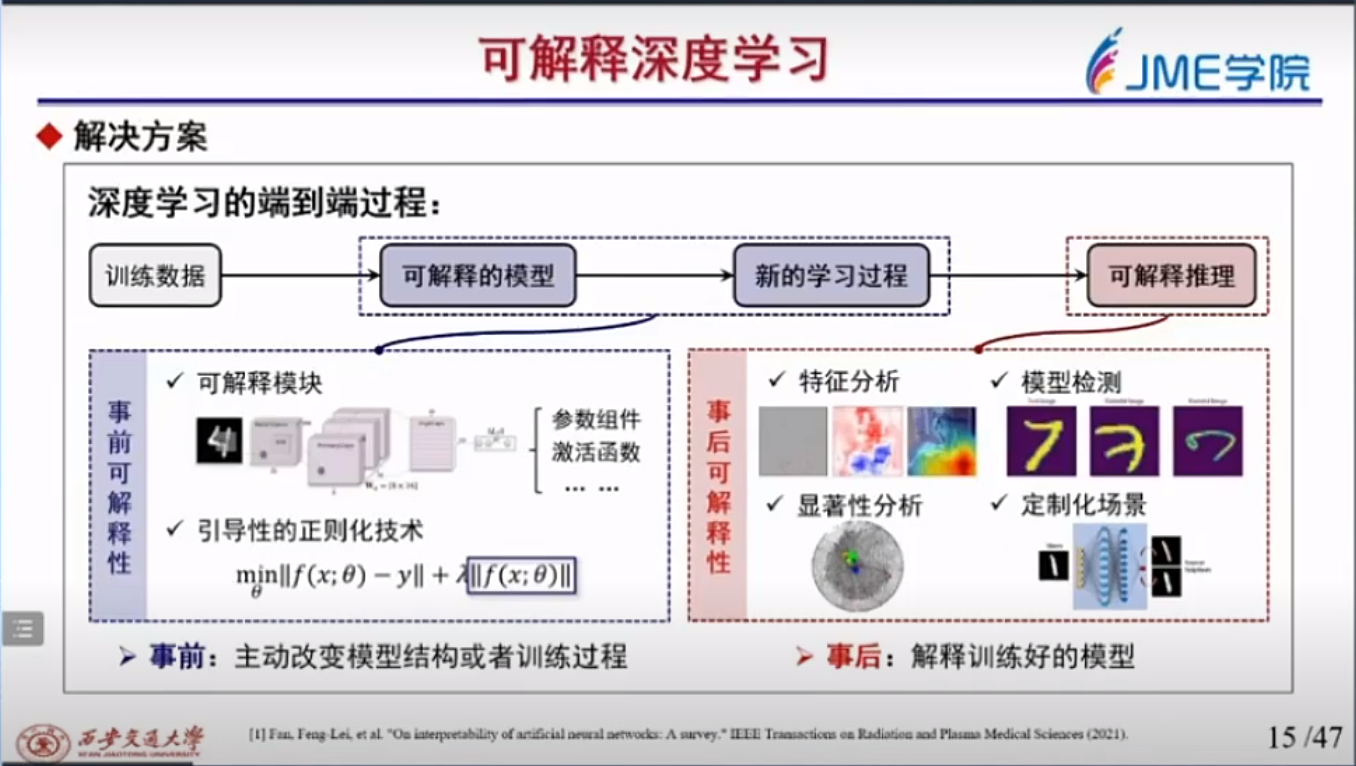 可解释深度学习
JME学院
解决方案
深度学习的端到端过程：
训练数据
可解释的模型
新的学习过程
可解释推理
事前可解释性
✓ 可解释模块
参数组件
激活函数
… …
✓ 引导性的正则化技术
min‖f(x;θ) − y‖ + λ‖f(x;θ)‖
θ
事后可解释性
✓ 特征分析
✓ 模型检测
✓ 显著性分析
✓ 定制化场景
➢ 事前：主动改变模型结构或者训练过程
➢ 事后：解释训练好的模型
西安交通大学
XI'AN JIAOTONG UNIVERSITY
[1] Fan, Feng-Lei, et al. "On interpretability of artificial neural networks: A survey." IEEE Transactions on Radiation and Plasma Medical Sciences (2021).
15 /47